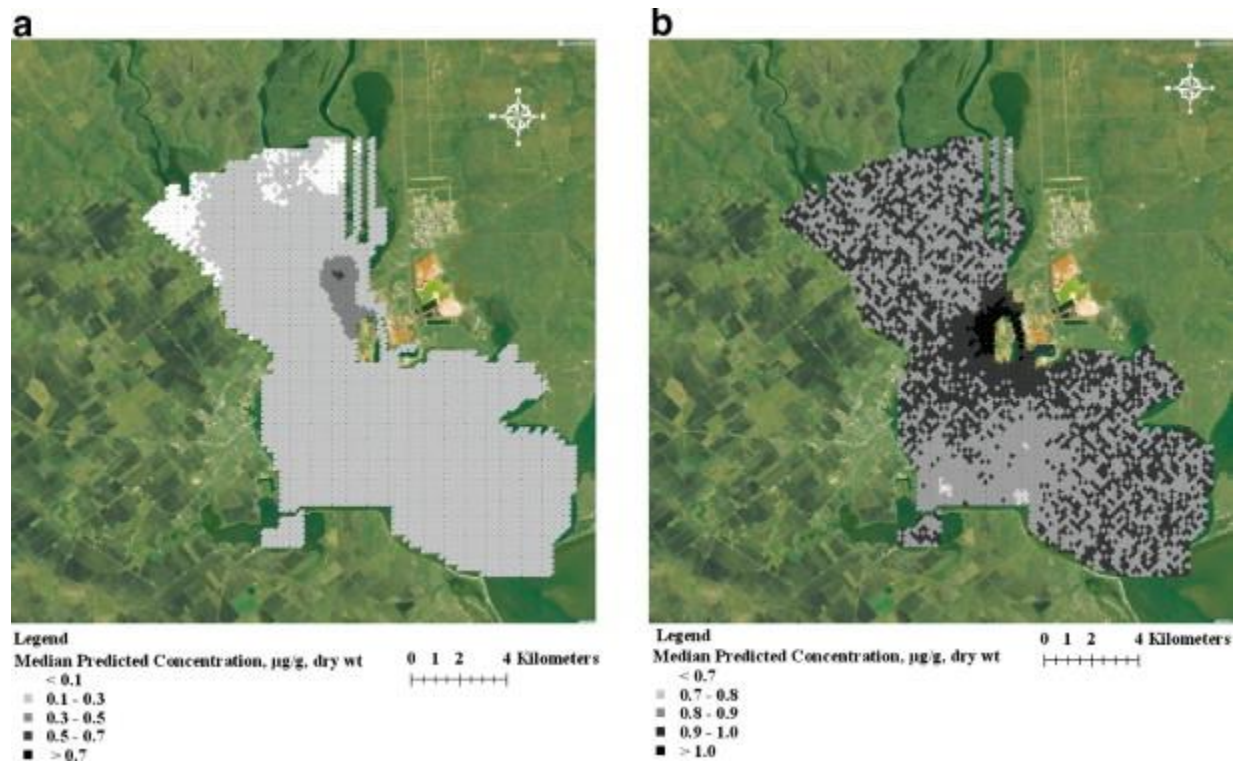 a
b
Legend
Median Predicted Concentration, µg/g, dry wt
< 0.1
0.1 - 0.3
0.3 - 0.5
0.5 - 0.7
> 0.7
0 1 2 4 Kilometers
Legend
Median Predicted Concentration, µg/g, dry wt
< 0.7
0.7 - 0.8
0.8 - 0.9
0.9 - 1.0
> 1.0
0 1 2 4 Kilometers